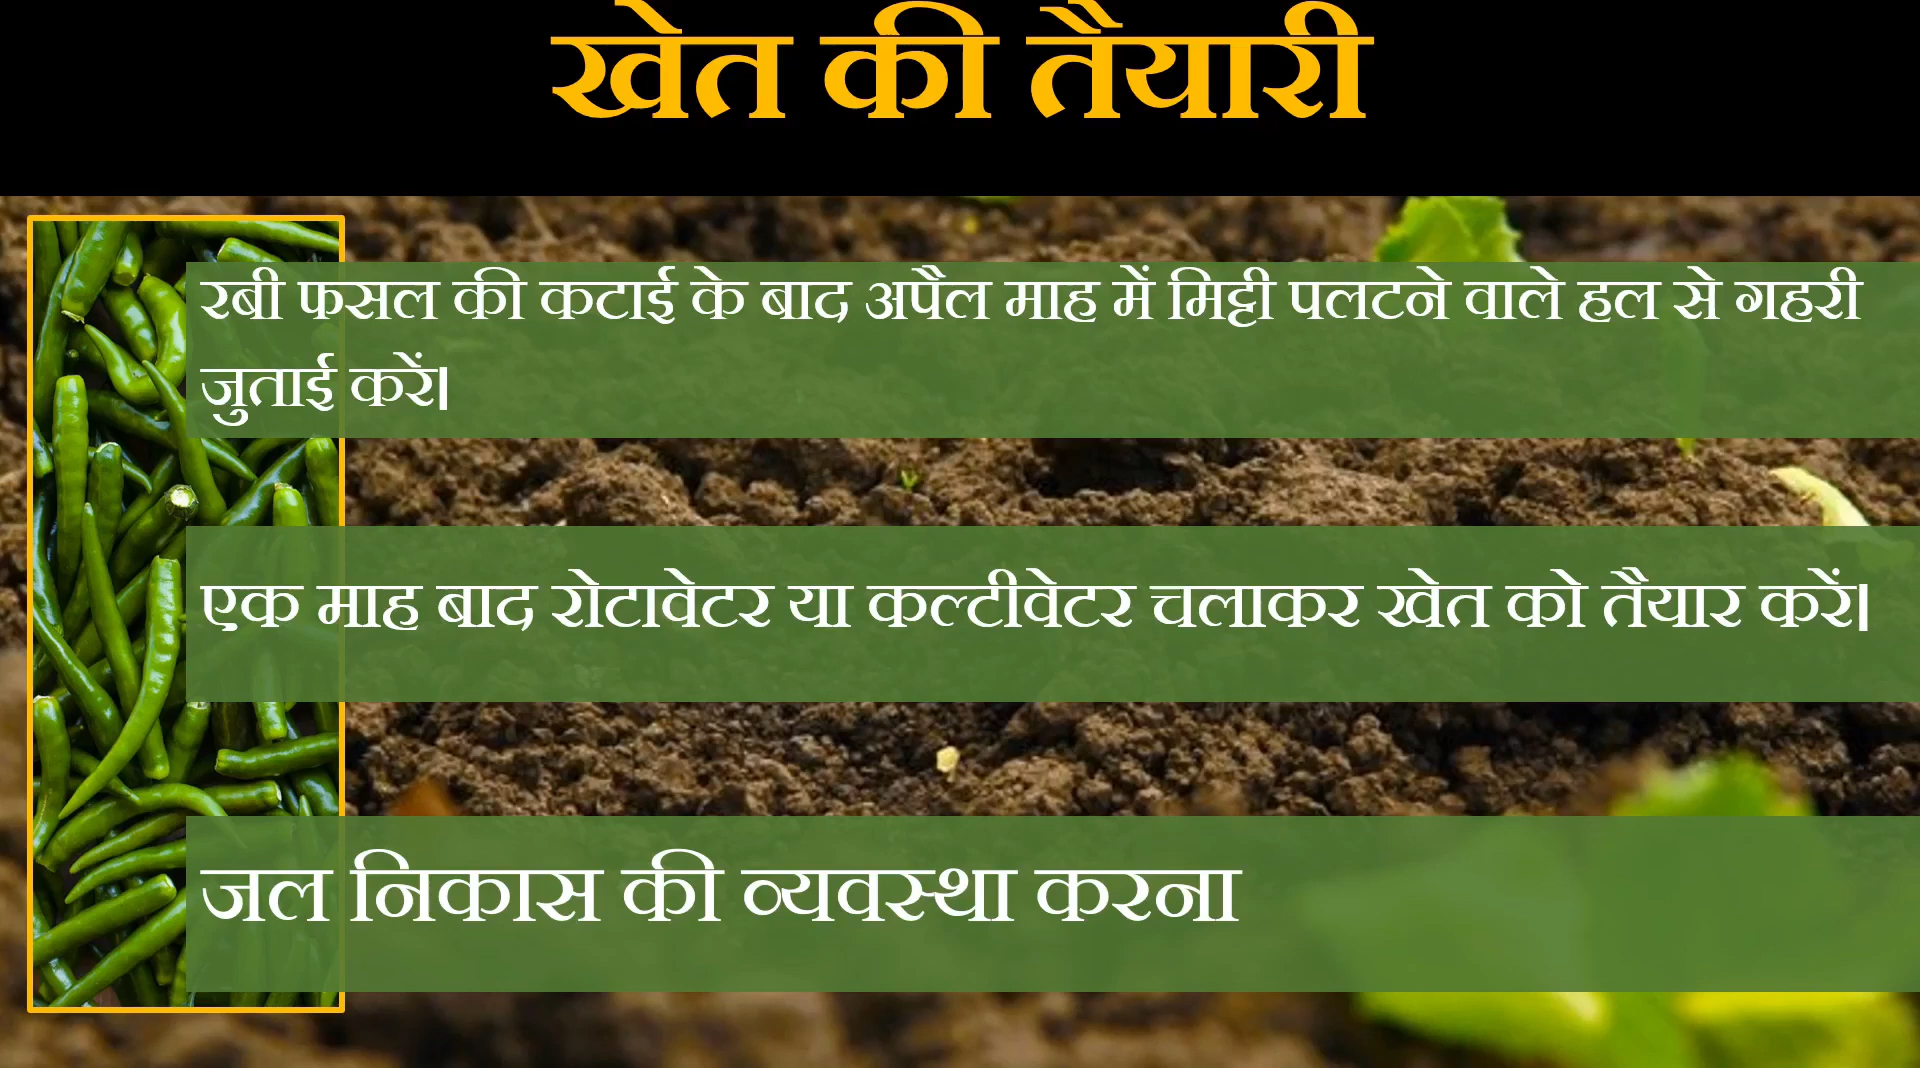 खेत की तैयारी
रबी फसल की कटाई के बाद अपैल माह में मिट्टी पलटने वाले हल से गहरी
जुताई करें।
एक माह बाद रोटावेटर या कल्टीवेटर चलाकर खेत को तैयार करें।
जल निकास की व्यवस्था करना